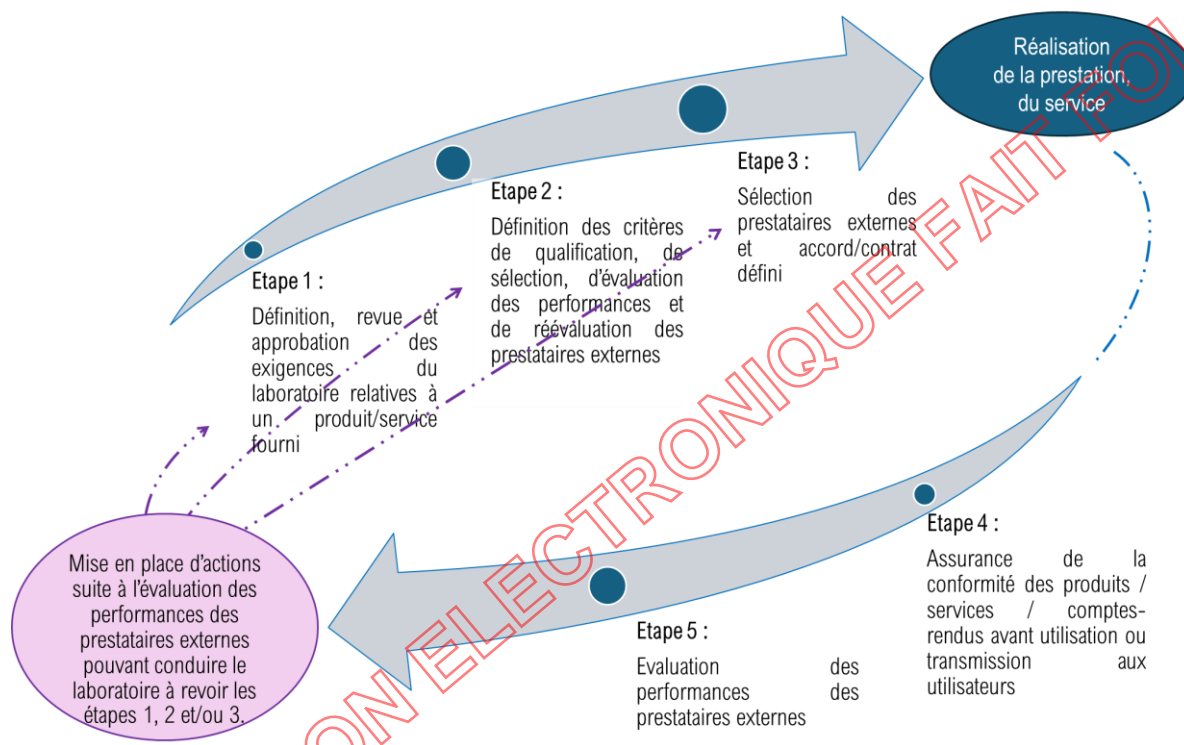 Réalisation
de la prestation,
du service
Etape 3 :
Sélection des
prestataires externes
et accord/contrat
défini
Etape 2 :
Définition des critères
de qualification, de
sélection, d'évaluation
des performances et
de réévaluation des
prestataires externes
Etape 1 :
Définition, revue et
approbation des
exigences du
laboratoire relatives à
un produit/service
fourni
Etape 4 :
Assurance de la
conformité des produits /
services / comptes-
rendus avant utilisation ou
transmission aux
utilisateurs
Etape 5 :
Evaluation des
performances des
prestataires externes
Mise en place d'actions
suite à l'évaluation des
performances des
prestataires externes
pouvant conduire le
laboratoire à revoir les
étapes 1, 2 et/ou 3.
ON ELECTRONIQUE FAIT FOI